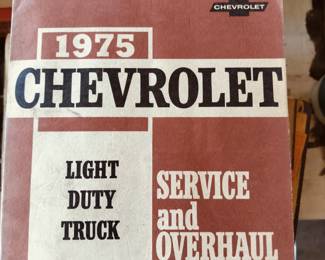 CHEVROLET
1975
CHEVROLET
LIGHT
DUTY
TRUCK
SERVICE
and
OVERHAUL